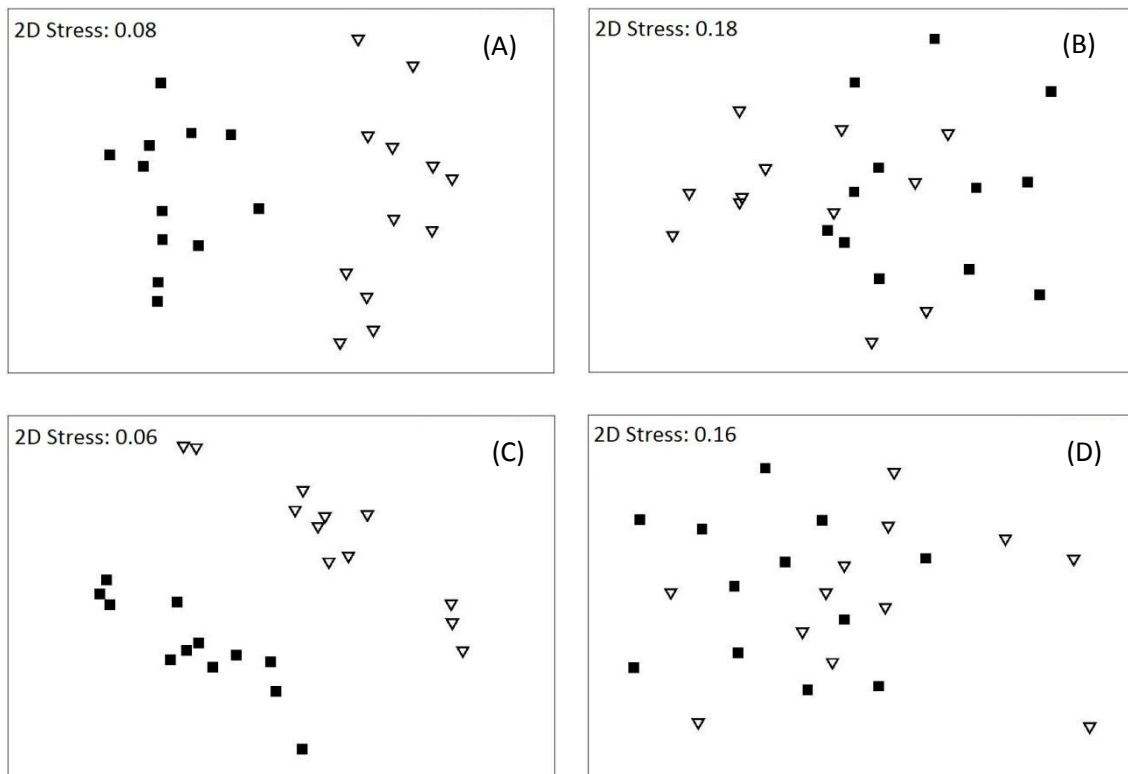 2D Stress: 0.08
(A)
2D Stress: 0.18
(B)
2D Stress: 0.06
(C)
2D Stress: 0.16
(D)